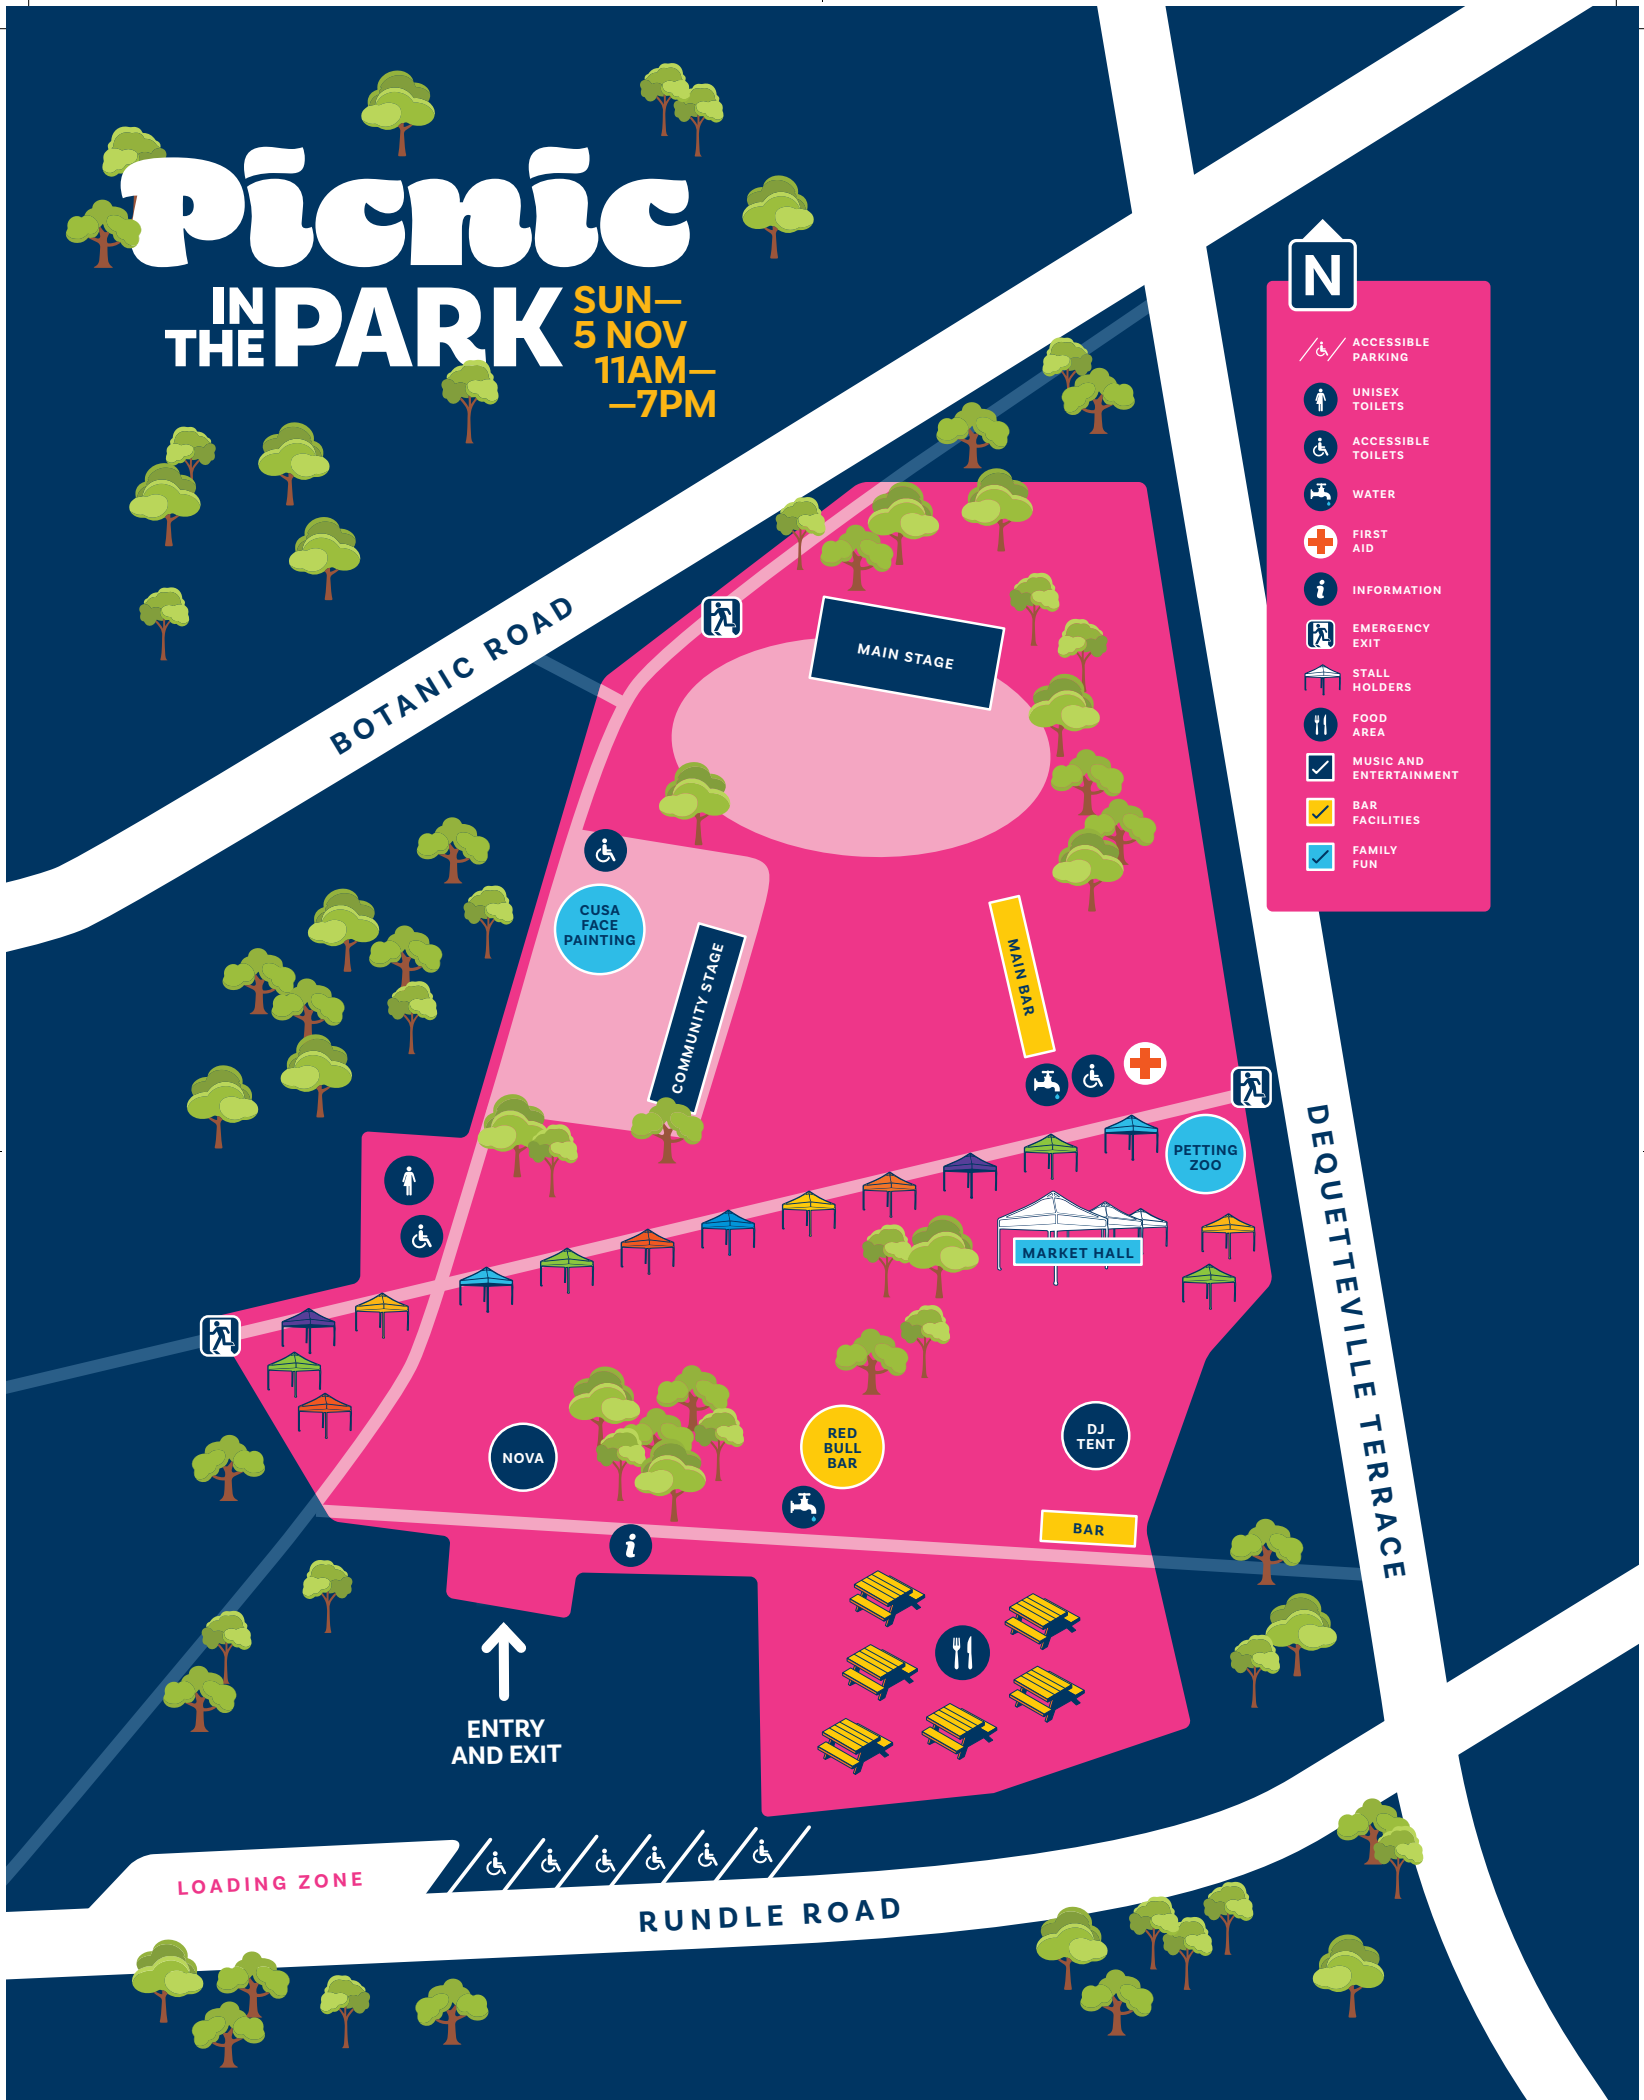 Picnic
IN
THE
PARK
SUN—
5 NOV
11AM—
—7PM
N
ACCESSIBLE
PARKING
UNISEX
TOILETS
ACCESSIBLE
TOILETS
WATER
FIRST
AID
INFORMATION
EMERGENCY
EXIT
STALL
HOLDERS
FOOD
AREA
MUSIC AND
ENTERTAINMENT
BAR
FACILITIES
FAMILY
FUN
BOTANIC ROAD
MAIN STAGE
CUSA
FACE
PAINTING
COMMUNITY STAGE
MAIN BAR
PETTING
ZOO
MARKET HALL
DEQUETTEVILLE TERRACE
NOVA
RED
BULL
BAR
DJ
TENT
BAR
i
ENTRY
AND EXIT
LOADING ZONE
RUNDLE ROAD